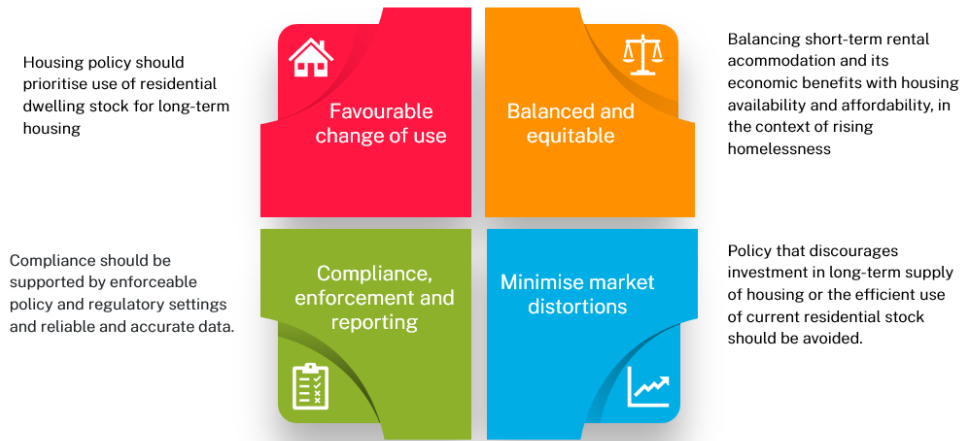 Housing policy should
prioritise use of residential
dwelling stock for long-term
housing
Favourable
change of use
Balanced and
equitable
Balancing short-term rental
acommodation and its
economic benefits with housing
availability and affordability, in
the context of rising
homelessness
Compliance should be
supported by enforceable
policy and regulatory settings
and reliable and accurate data.
Compliance,
enforcement and
reporting
Minimise market
distortions
Policy that discourages
investment in long-term supply
of housing or the efficient use
of current residential stock
should be avoided.